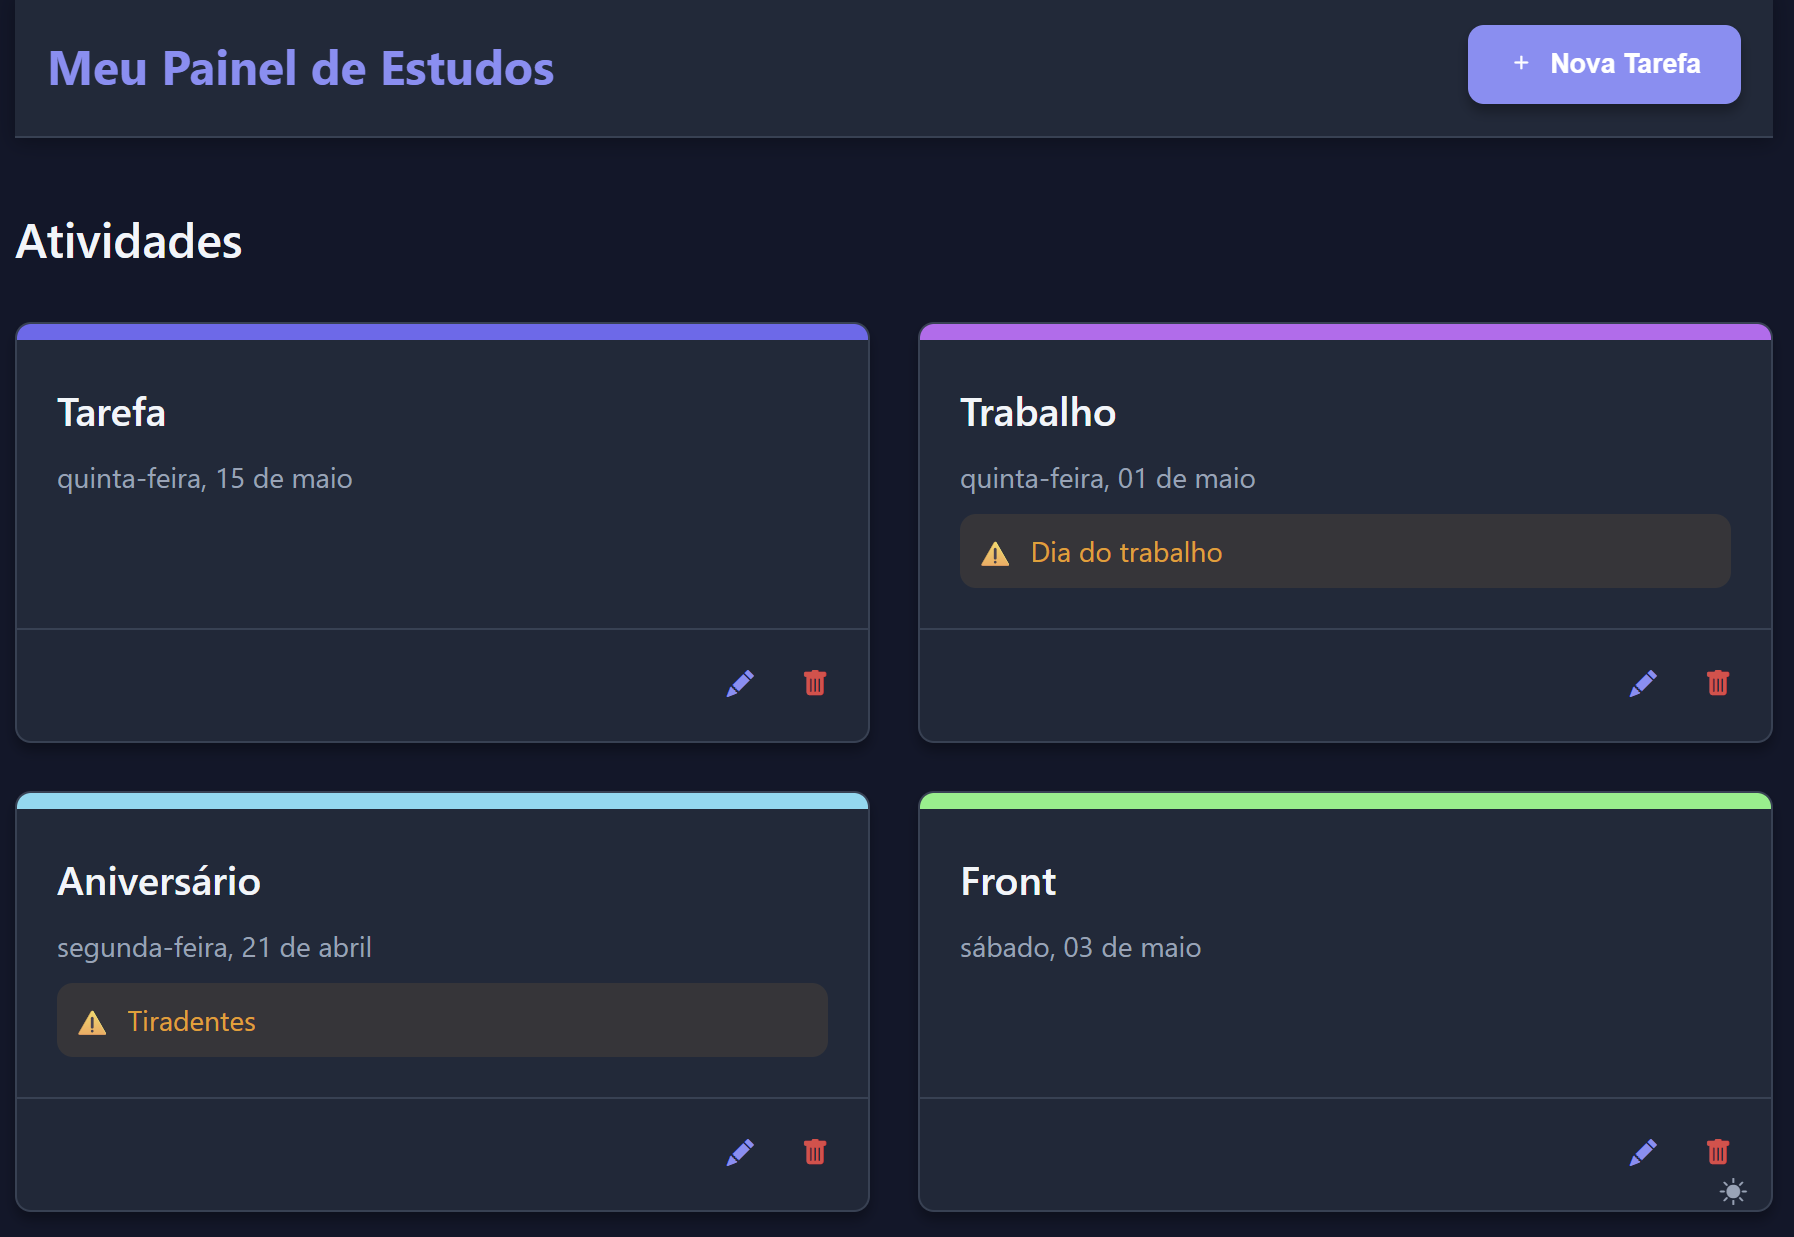 Meu Painel de Estudos
+ Nova Tarefa
Atividades
Tarefa
quinta-feira, 15 de maio
Trabalho
quinta-feira, 01 de maio
Dia do trabalho
Aniversário
segunda-feira, 21 de abril
Tiradentes
Front
sábado, 03 de maio